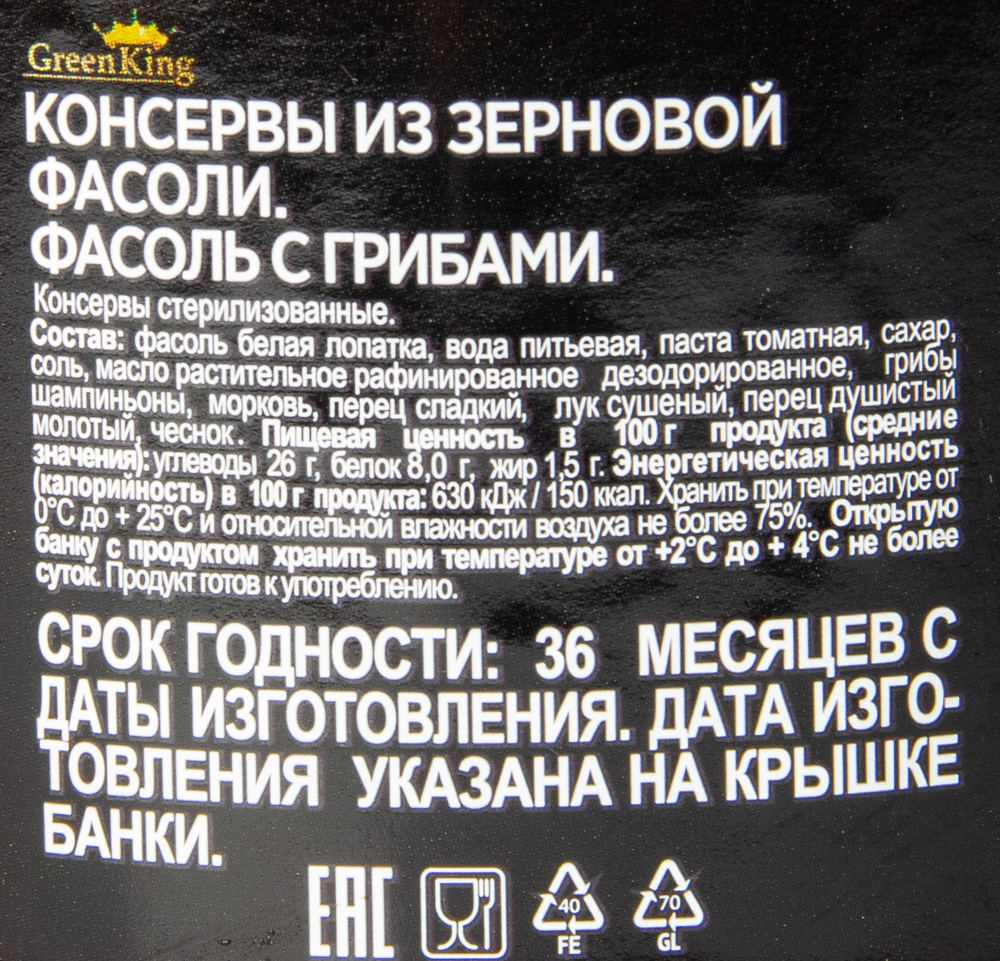 GreenKing
КОНСЕРВЫ ИЗ ЗЕРНОВОЙ
ФАСОЛИ.
ФАСОЛЬ С ГРИБАМИ.
Консервы стерилизованные.
Состав: фасоль белая лопатка, вода питьевая, паста томатная, сахар,
соль, масло растительное рафинированное дезодорированное, грибы
шампиньоны, морковь, перец сладкий, лук сушеный, перец душистый
молотый, чеснок. Пищевая ценность в 100 г продукта (средние
значения): углеводы 26 г, белок 8,0 г, жир 1,5 г. Энергетическая ценность
(калорийность) в 100 г продукта: 630 кДж / 150 ккал. Хранить при температуре от
0°С до + 25°С и относительной влажности воздуха не более 75%. Открытую
банку с продуктом хранить при температуре от +2°С до + 4°С не более
суток. Продукт готов к употреблению.
СРОК ГОДНОСТИ: 36 МЕСЯЦЕВ С
ДАТЫ ИЗГОТОВЛЕНИЯ. ДАТА ИЗГО-
ТОВЛЕНИЯ УКАЗАНА НА КРЫШКЕ
БАНКИ.
EAC
40 70
FE GL